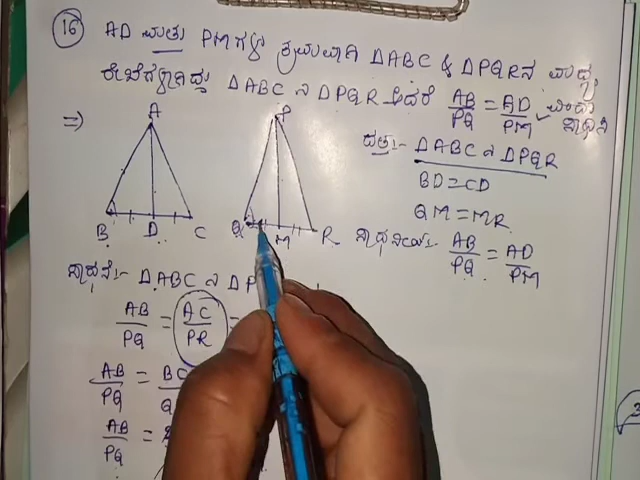 16 AD ಮತ್ತು PM ಗಳು ಕ್ರಮವಾಗಿ ΔABC & ΔPQRನ ಮಧ್ಯ
ರೇಖೆಗಳಾಗಿದ್ದು ΔABC ~ ΔPQR ಆದರೆ AB/PQ = AD/PM ಎಂದು ಸಾಧಿಸಿ
=>
A P
B D C Q M R
ದತ್ತ:- ΔABC ~ ΔPQR
BD=CD
QM=MR
ಸಾಧನೀಯ:- AB/PQ = AD/PM
ಸಾಧನೆ:- ΔABC ~ ΔP
AB/PQ = AC/PR =
AB/PQ = BC/Q
AB/PQ =